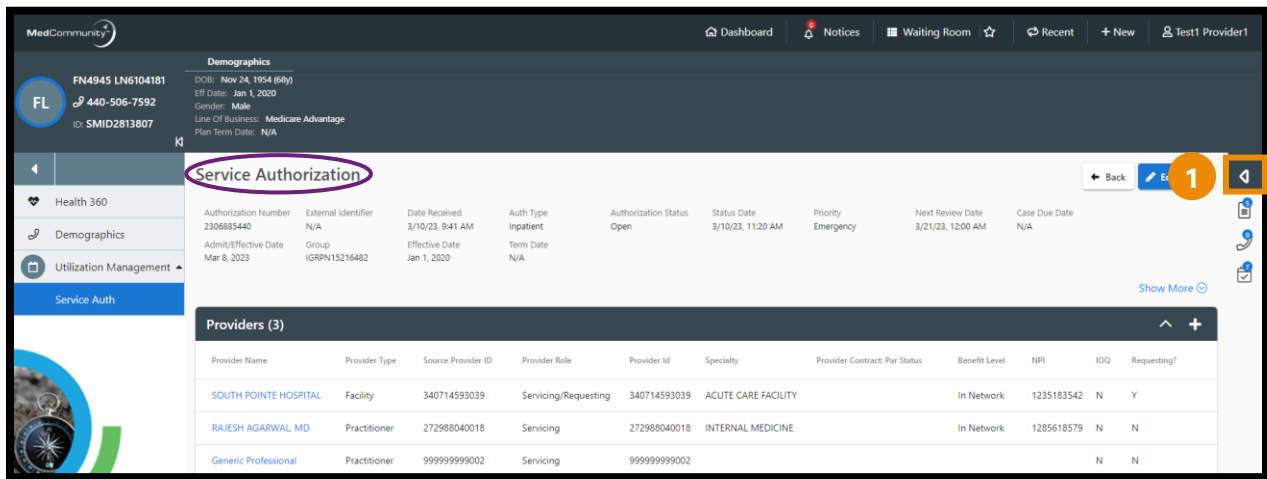 MedCommunity
Dashboard
0
Notices
Waiting Room
Recent
+ New
Test1 Provider1
FL
FN4945 LN6104181
440-506-7592
ID: SMID2813807
Demographics
DOB: Nov 24, 1954 (68y)
Eff Date: Jan 1, 2020
Gender: Male
Line Of Business: Medicare Advantage
Plan Term Date: N/A
Health 360
Demographics
Utilization Management
Service Auth
Service Authorization
Back
1
5
9
7
Authorization Number External Identifier Date Received Auth Type Authorization Status Status Date Priority Next Review Date Case Due Date
2306885440 N/A 3/10/23, 9:41 AM Inpatient Open 3/10/23, 11:20 AM Emergency 3/21/23, 12:00 AM N/A
Admit/Effective Date Group Effective Date Term Date
Mar 8, 2023 IGRPN15216482 Jan 1, 2020 N/A
Show More
Providers (3)
Provider Name Provider Type Source Provider ID Provider Role Provider Id Specialty Provider Contract: Par Status Benefit Level NPI IOQ Requesting?
SOUTH POINTE HOSPITAL Facility 340714593039 Servicing/Requesting 340714593039 ACUTE CARE FACILITY In Network 1235183542 N Y
RAJESH AGARWAL, MD Practitioner 272988040018 Servicing 272988040018 INTERNAL MEDICINE In Network 1285618579 N N
Generic Professional Practitioner 999999999002 Servicing 999999999002 N N